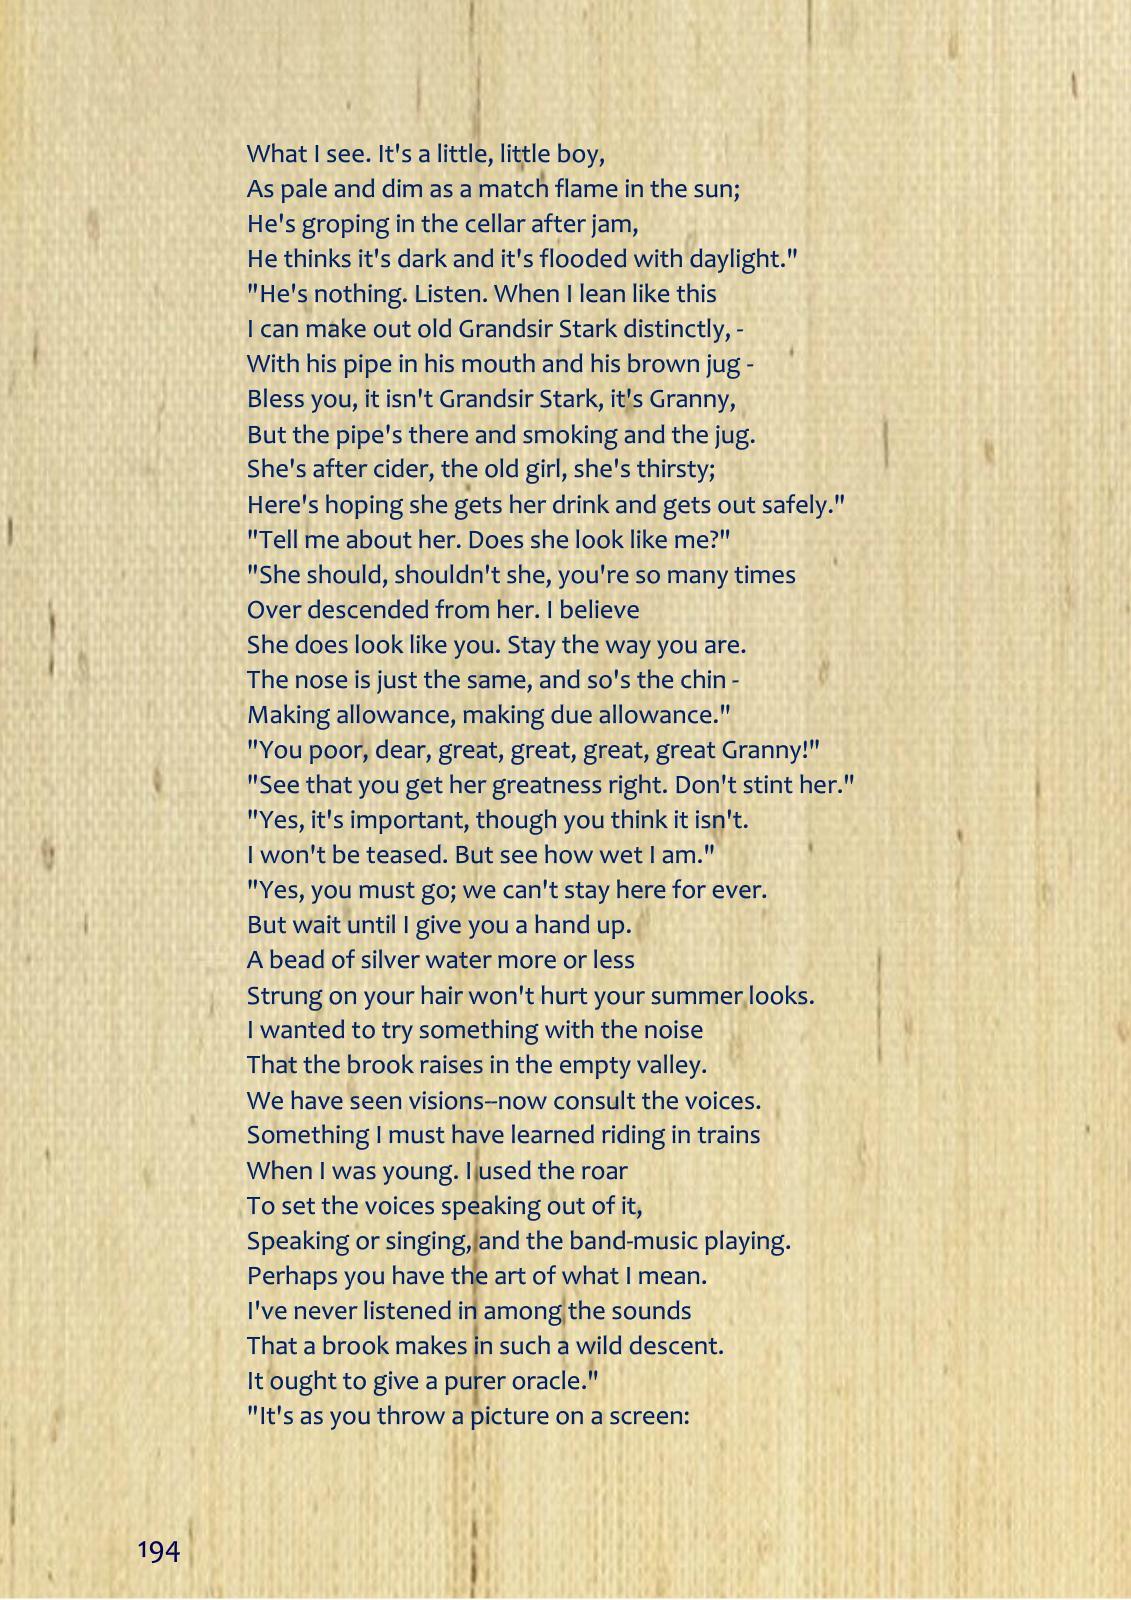 What I see. It's a little, little boy,
As pale and dim as a match flame in the sun;
He's groping in the cellar after jam,
He thinks it's dark and it's flooded with daylight."
"He's nothing. Listen. When I lean like this
I can make out old Grandsir Stark distinctly, -
With his pipe in his mouth and his brown jug -
Bless you, it isn't Grandsir Stark, it's Granny,
But the pipe's there and smoking and the jug.
She's after cider, the old girl, she's thirsty;
Here's hoping she gets her drink and gets out safely."
"Tell me about her. Does she look like me?"
"She should, shouldn't she, you're so many times
Over descended from her. I believe
She does look like you. Stay the way you are.
The nose is just the same, and so's the chin -
Making allowance, making due allowance."
"You poor, dear, great, great, great, great Granny!"
"See that you get her greatness right. Don't stint her."
"Yes, it's important, though you think it isn't.
I won't be teased. But see how wet I am."
"Yes, you must go; we can't stay here for ever.
But wait until I give you a hand up.
A bead of silver water more or less
Strung on your hair won't hurt your summer looks.
I wanted to try something with the noise
That the brook raises in the empty valley.
We have seen visions--now consult the voices.
Something I must have learned riding in trains
When I was young. I used the roar
To set the voices speaking out of it,
Speaking or singing, and the band-music playing.
Perhaps you have the art of what I mean.
I've never listened in among the sounds
That a brook makes in such a wild descent.
It ought to give a purer oracle."
"It's as you throw a picture on a screen:
194